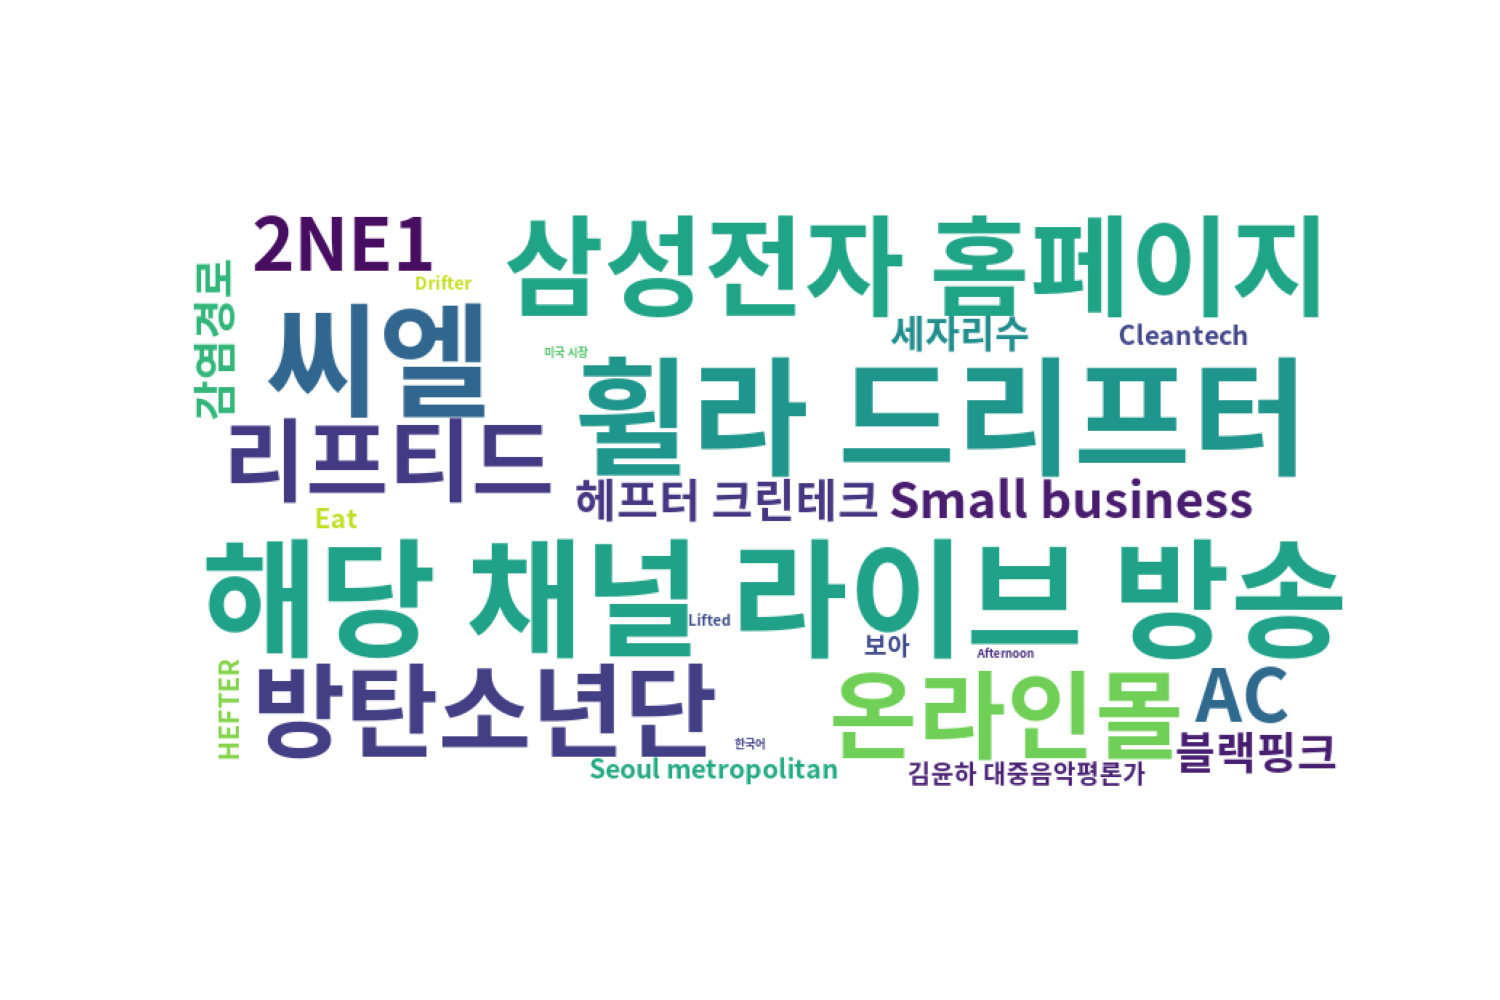 2NE1
삼성전자 홈페이지
감염경로
Drifter
씨엘
세자리수
Cleantech
미국 시장
휠라 드리프터
리프티드
헤프터 크린테크
Small business
Eat
해당 채널 라이브 방송
Lifted
보아
Afternoon
HEFTER
방탄소년단
온라인몰
AC
블랙핑크
한국어
Seoul metropolitan
김윤하 대중음악평론가